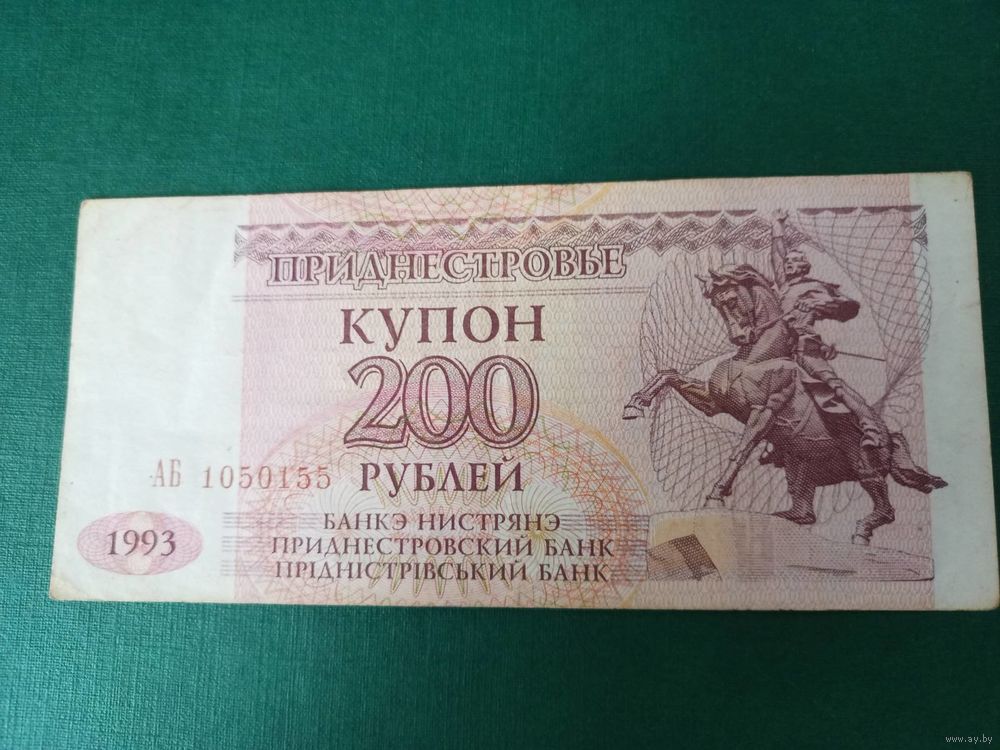 ПРИДНЕСТРОВЬЕ
КУПОН
200
РУБЛЕЙ
АБ 1050155
1993
БАНКЭ НИСТРЯНЭ
ПРИДНЕСТРОВСКИЙ БАНК
ПРІДНІСТРІВСЬКИЙ БАНК
www.ay.by